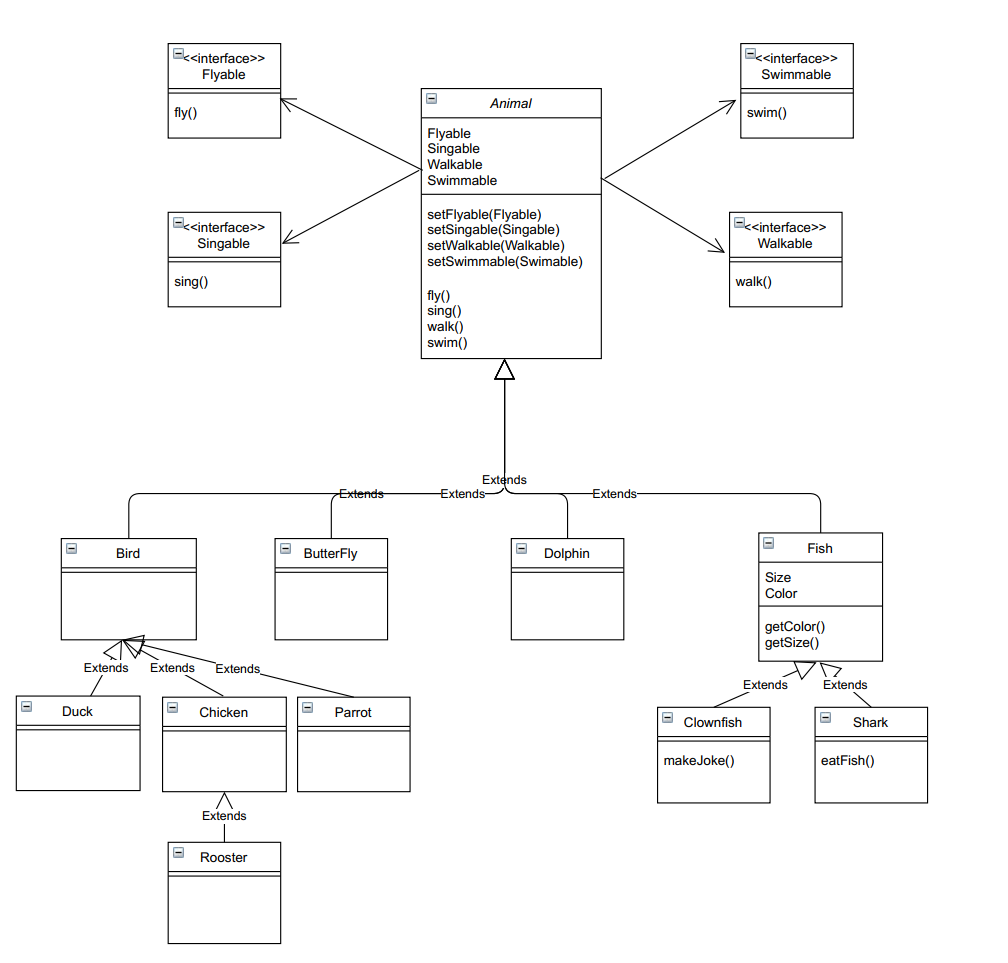 <<interface>>
Flyable
fly()
<<interface>>
Swimmable
swim()
Animal
Flyable
Singable
Walkable
Swimmable
setFlyable(Flyable)
setSingable(Singable)
setWalkable(Walkable)
setSwimmable(Swimable)
fly()
sing()
walk()
swim()
<<interface>>
Singable
sing()
<<interface>>
Walkable
walk()
Extends
Extends
Extends
Extends
Bird
ButterFly
Dolphin
Fish
Size
Color
getColor()
getSize()
Extends
Extends
Extends
Extends
Extends
Duck
Chicken
Parrot
Clownfish
makeJoke()
Shark
eatFish()
Extends
Rooster